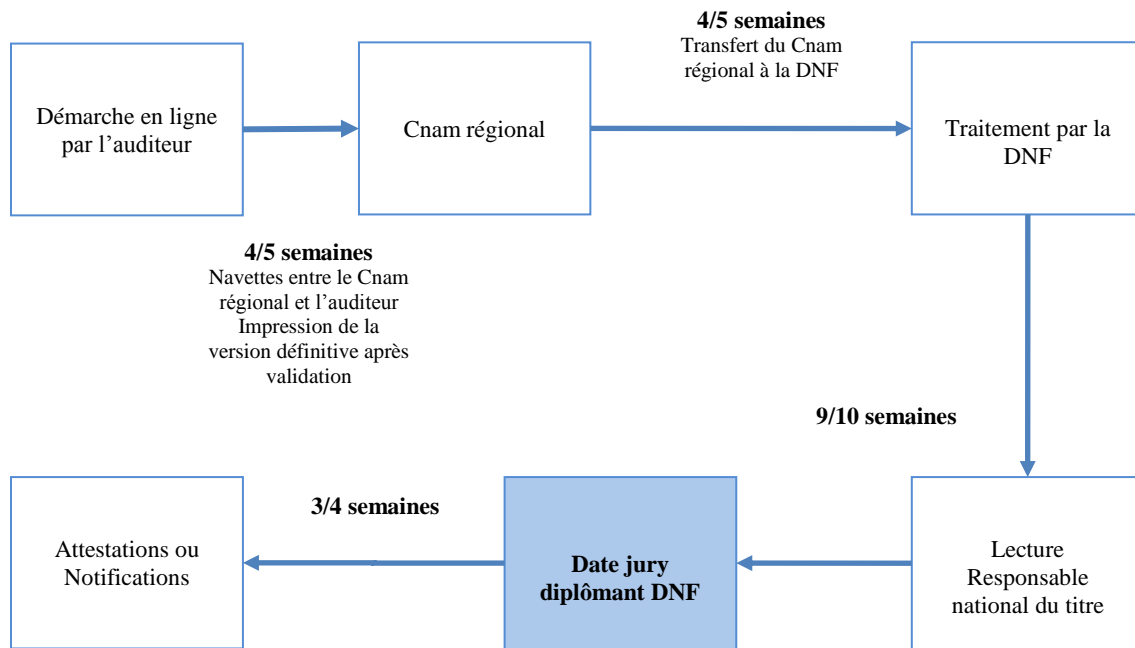 4/5 semaines
Transfert du Cnam
régional à la DNF
Démarche en ligne
par l’auditeur
Cnam régional
Traitement par la
DNF
4/5 semaines
Navettes entre le Cnam
régional et l’auditeur
Impression de la
version définitive après
validation
9/10 semaines
Attestations ou
Notifications
3/4 semaines
Date jury
diplômant DNF
Lecture
Responsable
national du titre